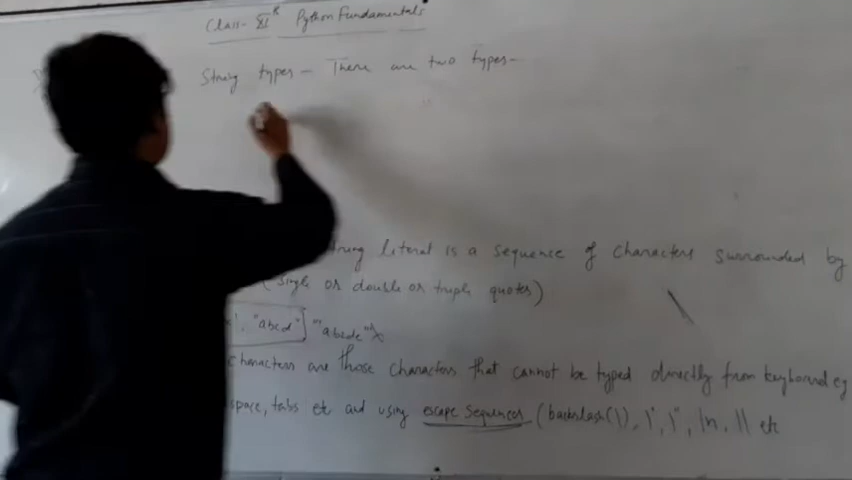 Class- XI Python Fundamentals
String types - There are two types-
string literal is a sequence of characters surrounded by
(single or double or triple quotes)
', "abcd"] "'abcde"'
characters are those characters that cannot be typed directly from keyboard eg
space, tabs etc and using escape sequences (backslash(\), \', \", \n, \\ etc